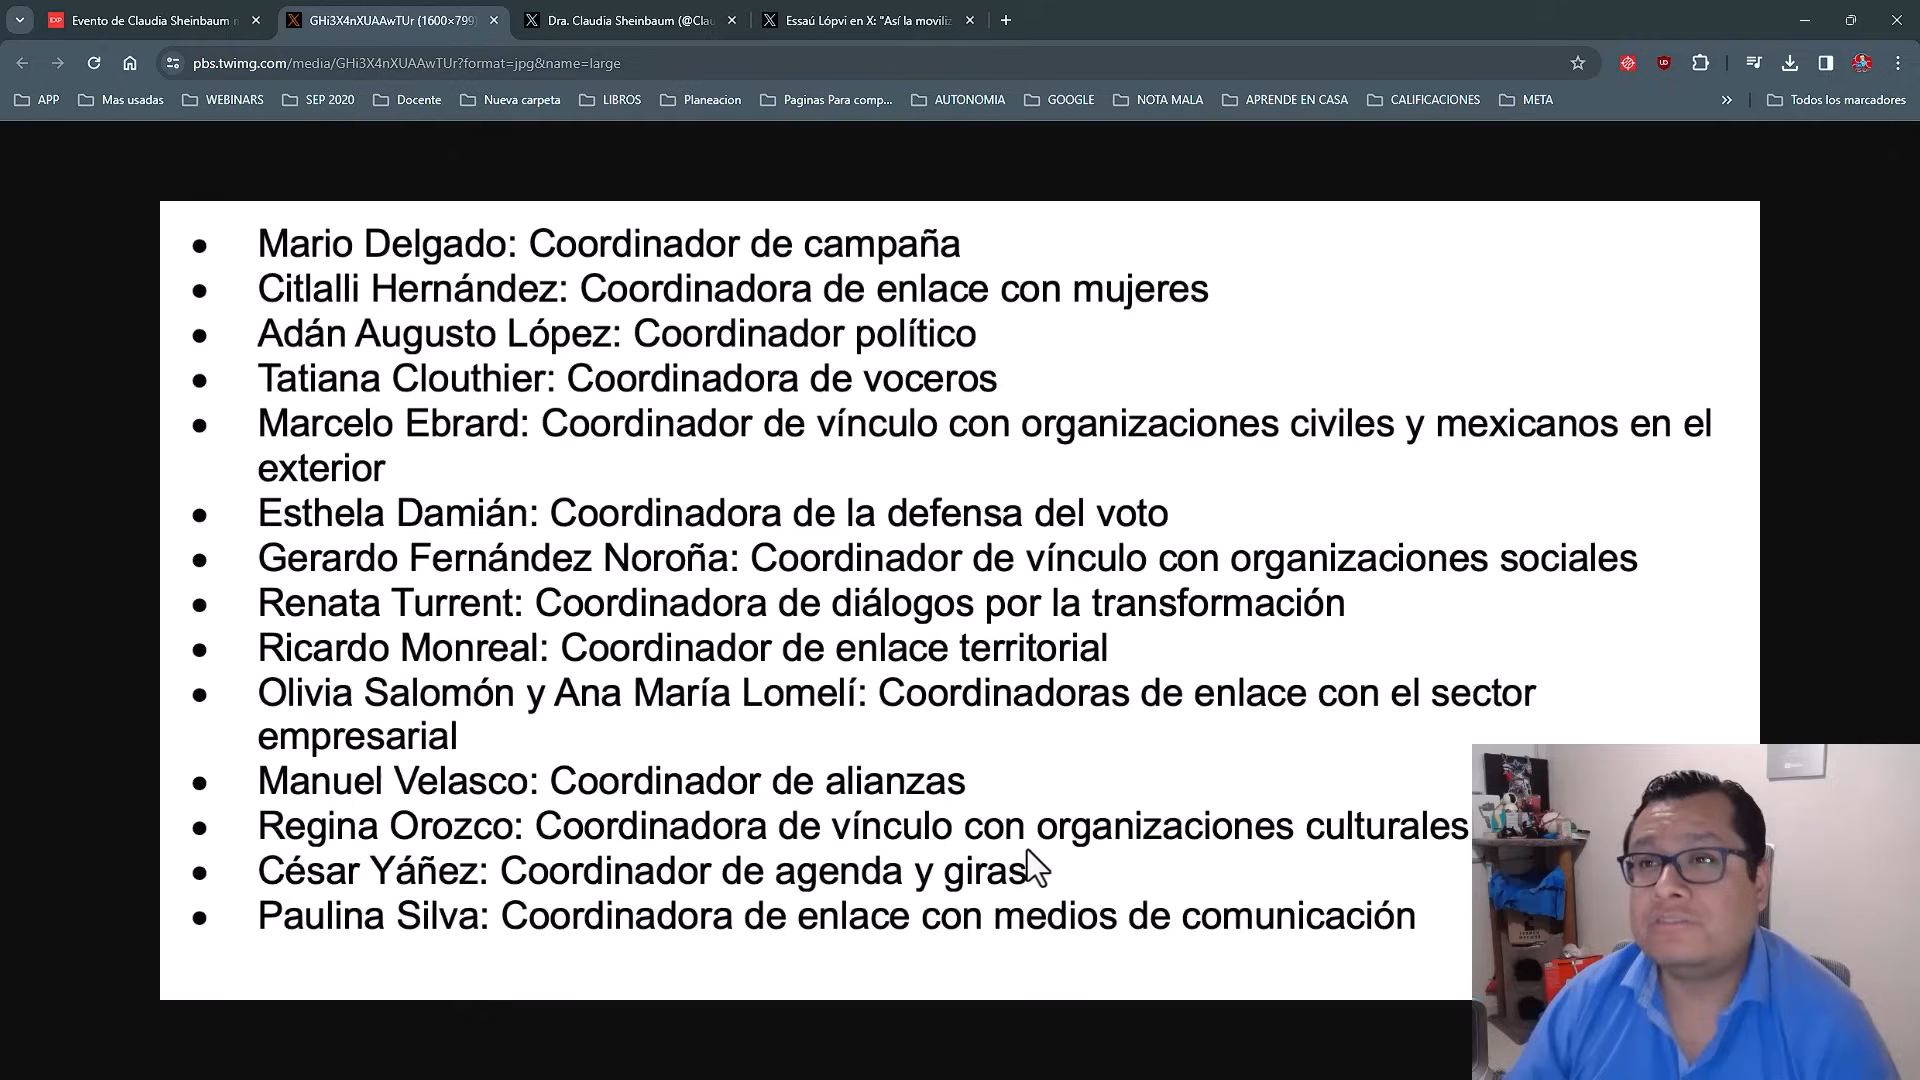 Evento de Claudia Sheinbaum
GHi3X4nXUAAwTUr (1600×799)
Dra. Claudia Sheinbaum (@Clau
Essaú Lópvi en X: "Así la moviliz
pbs.twimg.com/media/GHi3X4nXUAAwTUr?format=jpg&name=large
APP
Mas usadas
WEBINARS
SEP 2020
Docente
Nueva carpeta
LIBROS
Planeacion
Paginas Para comp...
AUTONOMIA
GOOGLE
NOTA MALA
APRENDE EN CASA
CALIFICACIONES
META
»
Todos los marcadores
• Mario Delgado: Coordinador de campaña
• Citlalli Hernández: Coordinadora de enlace con mujeres
• Adán Augusto López: Coordinador político
• Tatiana Clouthier: Coordinadora de voceros
• Marcelo Ebrard: Coordinador de vínculo con organizaciones civiles y mexicanos en el
exterior
• Esthela Damián: Coordinadora de la defensa del voto
• Gerardo Fernández Noroña: Coordinador de vínculo con organizaciones sociales
• Renata Turrent: Coordinadora de diálogos por la transformación
• Ricardo Monreal: Coordinador de enlace territorial
• Olivia Salomón y Ana María Lomelí: Coordinadoras de enlace con el sector
empresarial
• Manuel Velasco: Coordinador de alianzas
• Regina Orozco: Coordinadora de vínculo con organizaciones culturales
• César Yáñez: Coordinador de agenda y giras
• Paulina Silva: Coordinadora de enlace con medios de comunicación